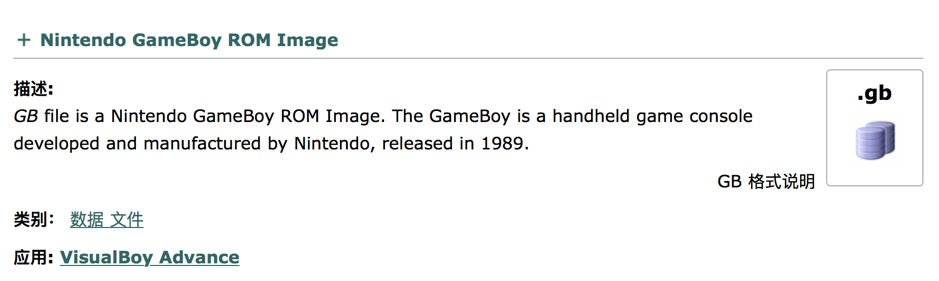 + Nintendo GameBoy ROM Image
描述:
GB file is a Nintendo GameBoy ROM Image. The GameBoy is a handheld game console
developed and manufactured by Nintendo, released in 1989.
.gb
GB 格式说明
类别: 数据 文件
应用: VisualBoy Advance